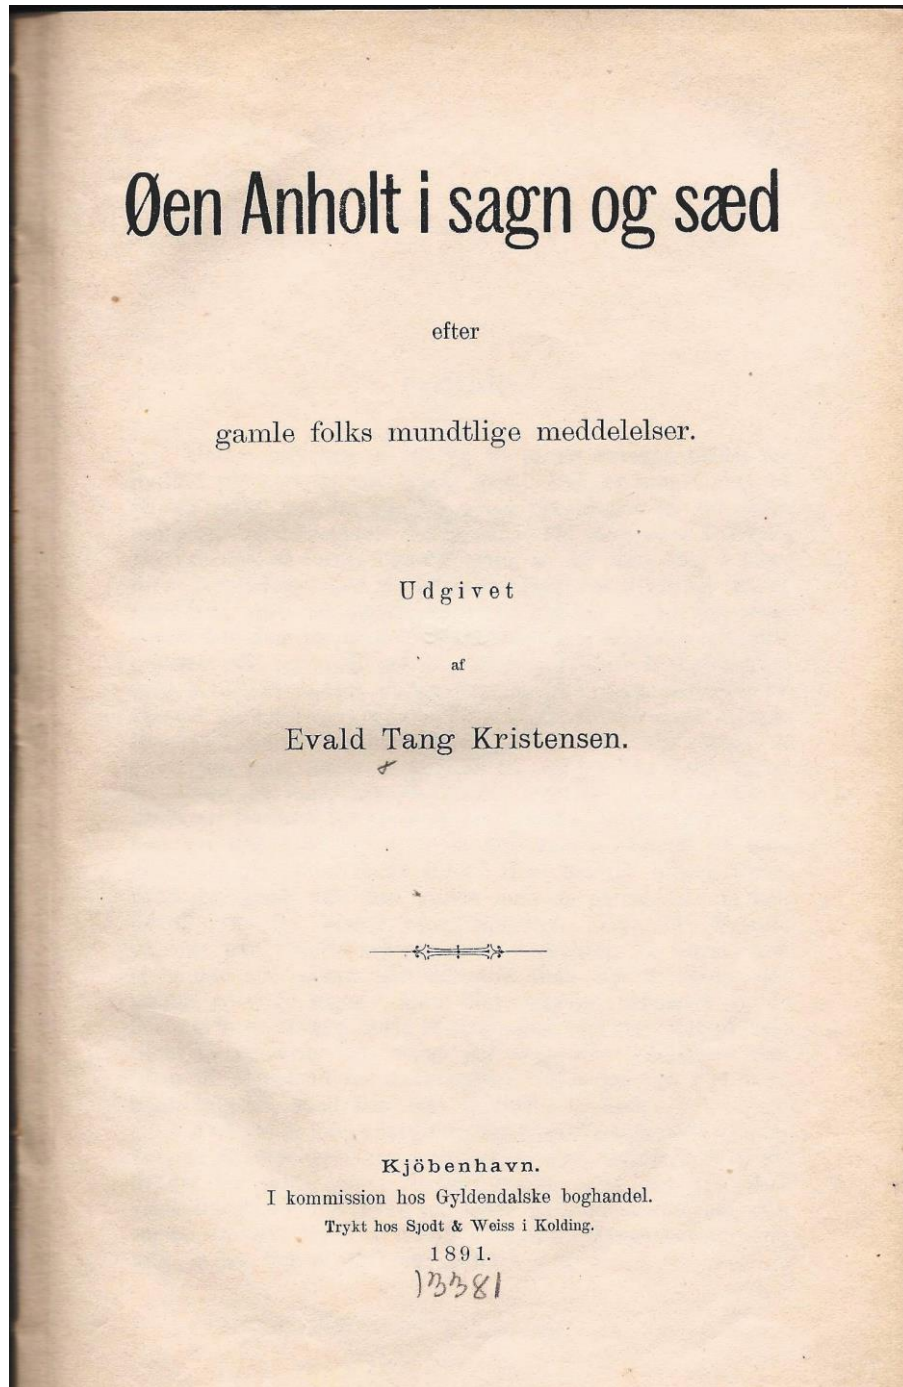 Øen Anholt i sagn og sæd
efter
gamle folks mundtlige meddelelser.
Udgivet
af
Evald Tang Kristensen.
Kjöbenhavn.
I kommission hos Gyldendalske boghandel.
Trykt hos Sjodt & Weiss i Kolding.
1891.
13381